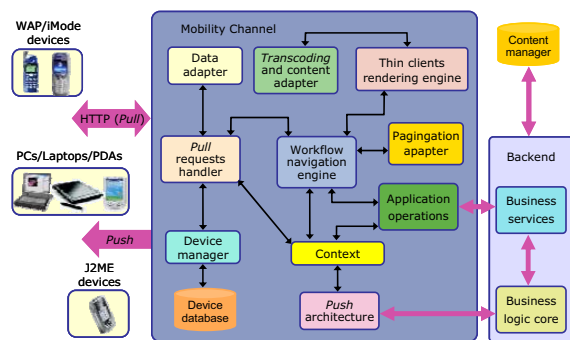 WAP/iMode
devices
HTTP (Pull)
PCs/Laptops/PDAs
Push
J2ME
devices
Mobility Channel
Data
adapter
Transcoding
and content
adapter
Thin clients
rendering engine
Pull
requests
handler
Workflow
navigation
engine
Pagingation
apapter
Application
operations
Device
manager
Context
Device
database
Push
architecture
Content
manager
Backend
Business
services
Business
logic core